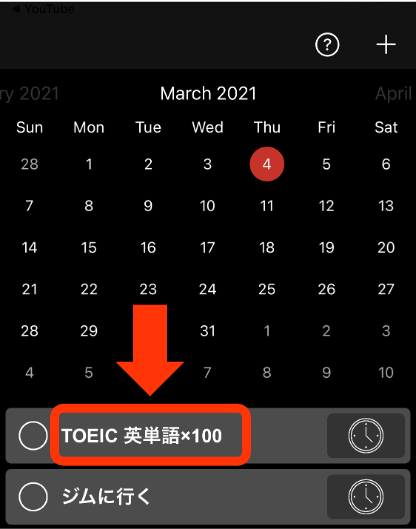 ◀ YouTube
?
ry 2021 March 2021 April
Sun Mon Tue Wed Thu Fri Sat
28 1 2 3 4 5 6
7 8 9 10 11 12 13
14 15 16 17 18 19 20
21 22 23 24 25 26 27
28 29 31 1 2 3
4 5 7 8 9 10
TOEIC 英単語×100
ジムに行く